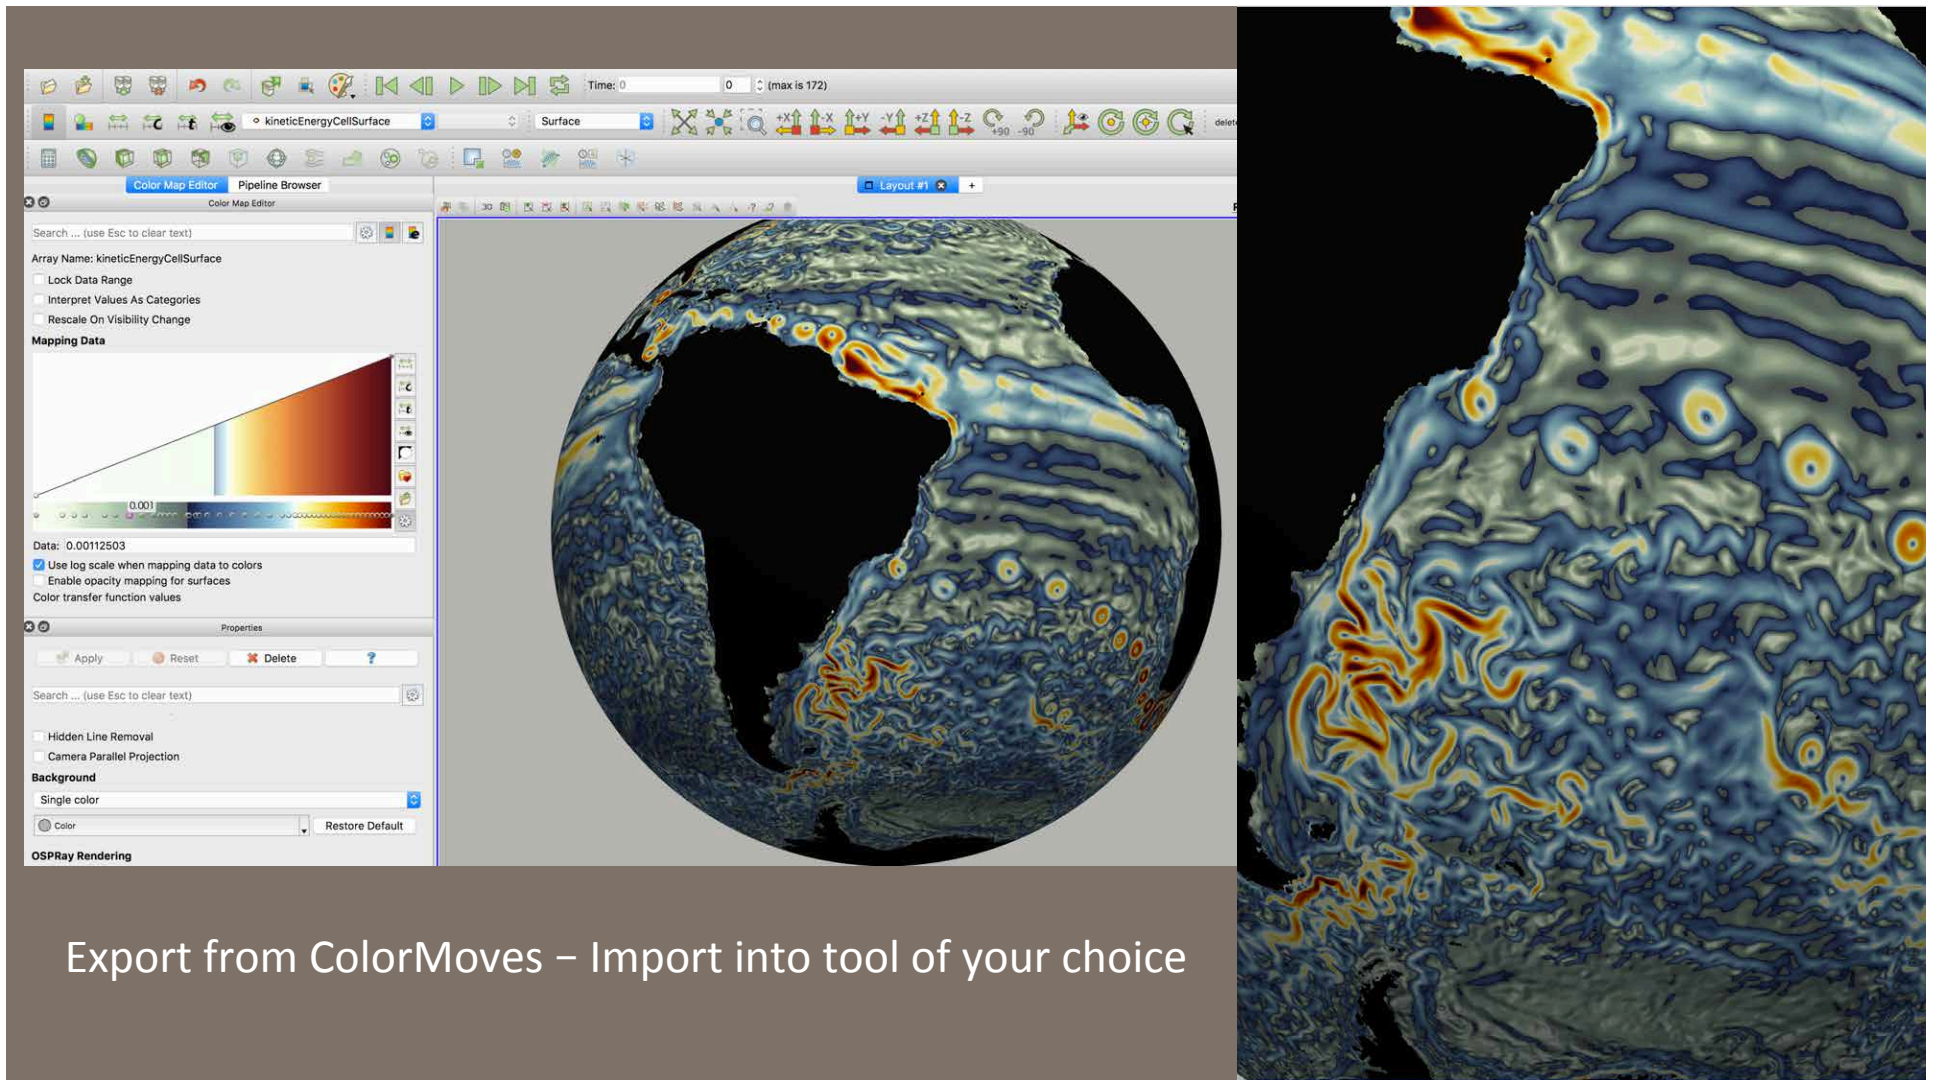 Time: 0
0
(max is 172)
kineticEnergyCellSurface
Surface
+X
-X
+Y
-Y
+Z
-Z
+90
-90
delet
Color Map Editor
Pipeline Browser
Layout #1
+
Color Map Editor
3D
Search ... (use Esc to clear text)
Array Name: kineticEnergyCellSurface
Lock Data Range
Interpret Values As Categories
Rescale On Visibility Change
Mapping Data
0.001
Data: 0.00112503
Use log scale when mapping data to colors
Enable opacity mapping for surfaces
Color transfer function values
Properties
Apply
Reset
Delete
?
Search ... (use Esc to clear text)
Hidden Line Removal
Camera Parallel Projection
Background
Single color
Color
Restore Default
OSPRay Rendering
Export from ColorMoves – Import into tool of your choice